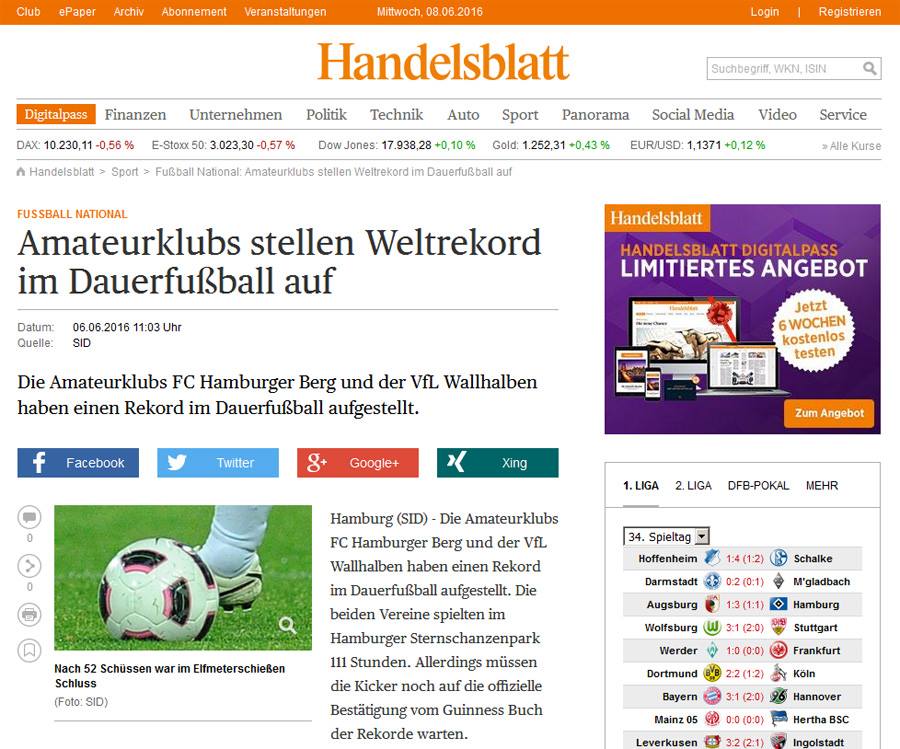 Club ePaper Archiv Abonnement Veranstaltungen Mittwoch, 08.06.2016 Login | Registrieren
Handelsblatt
Suchbegriff, WKN, ISIN
Digitalpass Finanzen Unternehmen Politik Technik Auto Sport Panorama Social Media Video Service
DAX: 10.230,11 -0,56 % E-Stoxx 50: 3.023,30 -0,57 % Dow Jones: 17.938,28 +0,10 % Gold: 1.252,31 +0,43 % EUR/USD: 1,1371 +0,12 % » Alle Kurse
Handelsblatt > Sport > Fußball National: Amateurklubs stellen Weltrekord im Dauerfußball auf
FUSSBALL NATIONAL
Amateurklubs stellen Weltrekord
im Dauerfußball auf
Datum: 06.06.2016 11:03 Uhr
Quelle: SID
Die Amateurklubs FC Hamburger Berg und der VfL Wallhalben
haben einen Rekord im Dauerfußball aufgestellt.
Facebook Twitter Google+ Xing
0
0
Nach 52 Schüssen war im Elfmeterschießen
Schluss
(Foto: SID)
Hamburg (SID) - Die Amateurklubs
FC Hamburger Berg und der VfL
Wallhalben haben einen Rekord
im Dauerfußball aufgestellt. Die
beiden Vereine spielten im
Hamburger Sternschanzenpark
111 Stunden. Allerdings müssen
die Kicker noch auf die offizielle
Bestätigung vom Guinness Buch
der Rekorde warten.
Handelsblatt
HANDELSBLATT DIGITALPASS
LIMITIERTES ANGEBOT
Jetzt
6 WOCHEN
kostenlos
testen
Zum Angebot
1. LIGA 2. LIGA DFB-POKAL MEHR
34. Spieltag
Hoffenheim 1:4 (1:2) Schalke
Darmstadt 0:2 (0:1) M'gladbach
Augsburg 1:3 (1:1) Hamburg
Wolfsburg 3:1 (2:0) Stuttgart
Werder 1:0 (0:0) Frankfurt
Dortmund 2:2 (1:2) Köln
Bayern 3:1 (2:0) Hannover
Mainz 05 0:0 (0:0) Hertha BSC
Leverkusen 3:2 (2:1) Ingolstadt